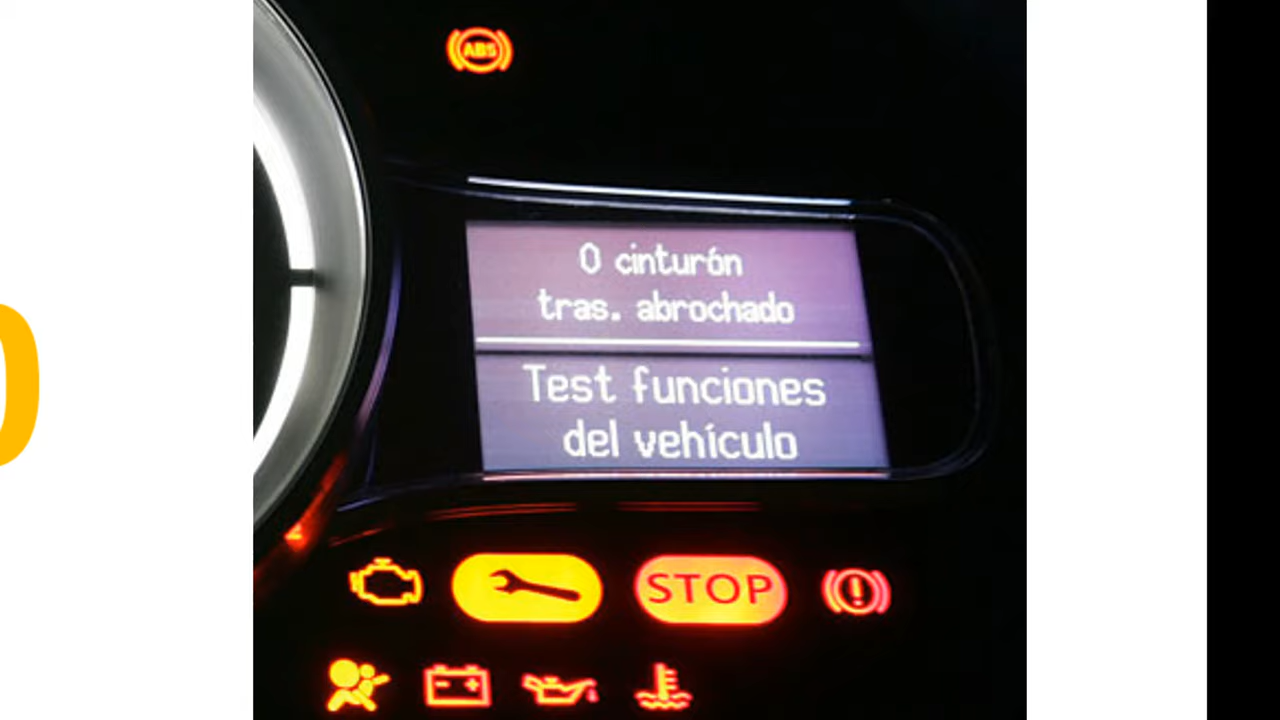 ABS
0 cinturón
tras. abrochado
Test funciones
del vehículo
STOP